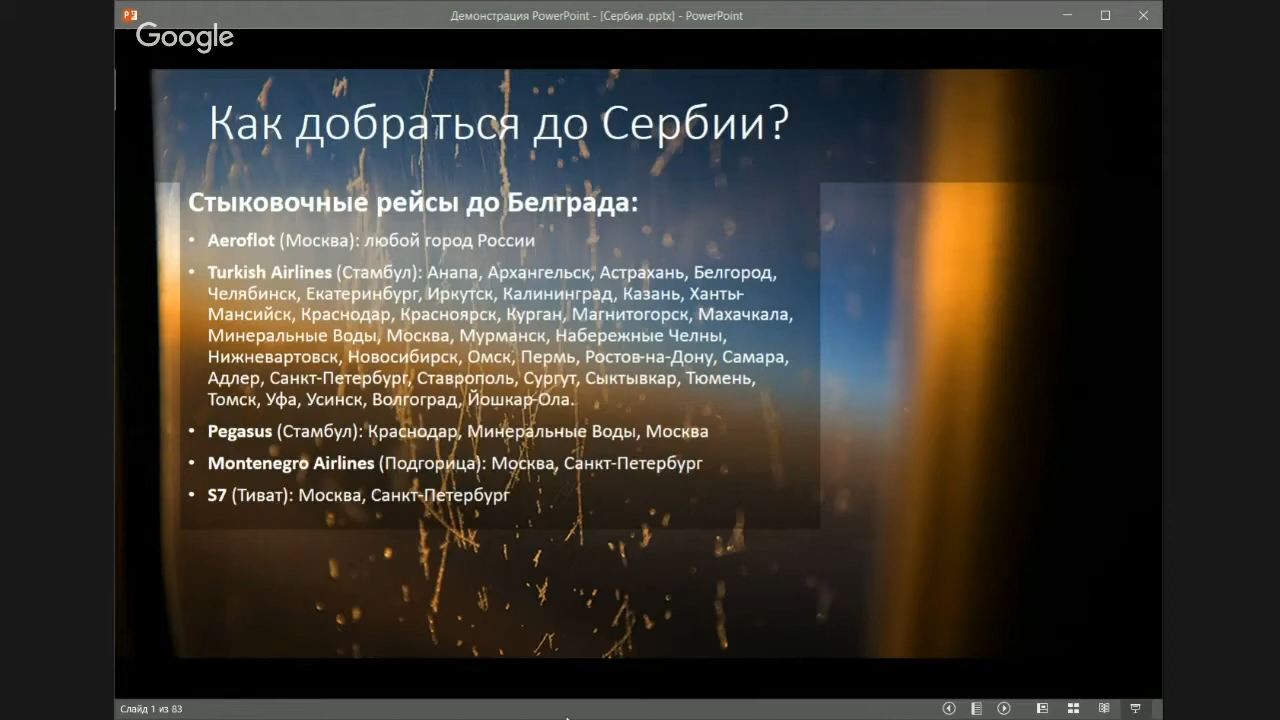 Демонстрация PowerPoint - [Сербия .pptx] - PowerPoint
Google
Как добраться до Сербии?
Стыковочные рейсы до Белграда:
• Aeroflot (Москва): любой город России
• Turkish Airlines (Стамбул): Анапа, Архангельск, Астрахань, Белгород,
Челябинск, Екатеринбург, Иркутск, Калининград, Казань, Ханты-
Мансийск, Краснодар, Красноярск, Курган, Магнитогорск, Махачкала,
Минеральные Воды, Москва, Мурманск, Набережные Челны,
Нижневартовск, Новосибирск, Омск, Пермь, Ростов-на-Дону, Самара,
Адлер, Санкт-Петербург, Ставрополь, Сургут, Сыктывкар, Тюмень,
Томск, Уфа, Усинск, Волгоград, Йошкар-Ола.
• Pegasus (Стамбул): Краснодар, Минеральные Воды, Москва
• Montenegro Airlines (Подгорица): Москва, Санкт-Петербург
• S7 (Тиват): Москва, Санкт-Петербург
Слайд 1 из 83